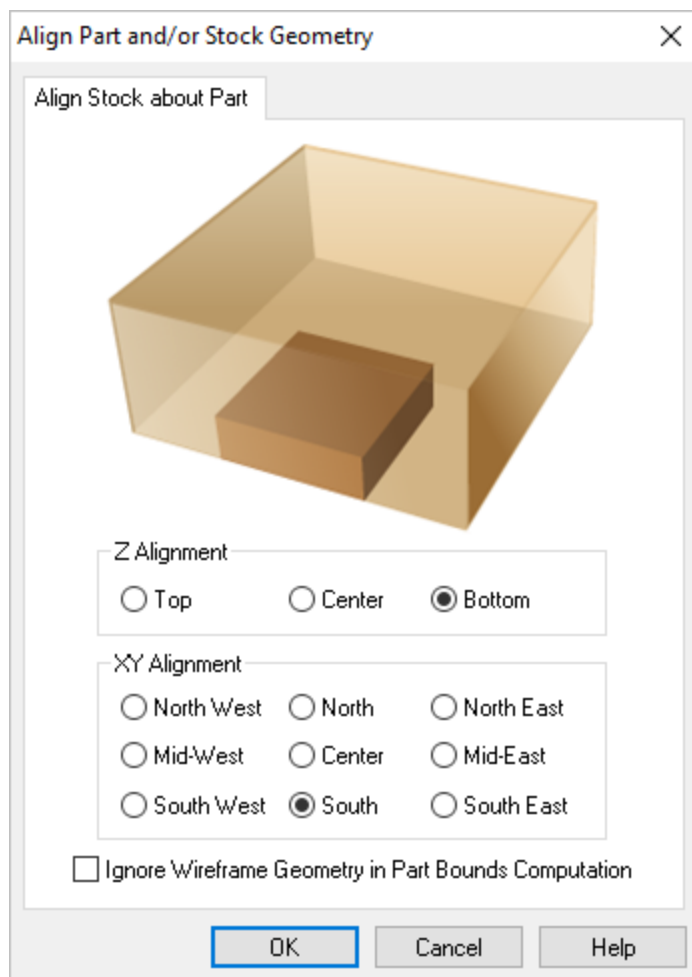 Align Part and/or Stock Geometry
Align Stock about Part
Z Alignment
Top Center Bottom
XY Alignment
North West North North East
Mid-West Center Mid-East
South West South South East
Ignore Wireframe Geometry in Part Bounds Computation
OK Cancel Help